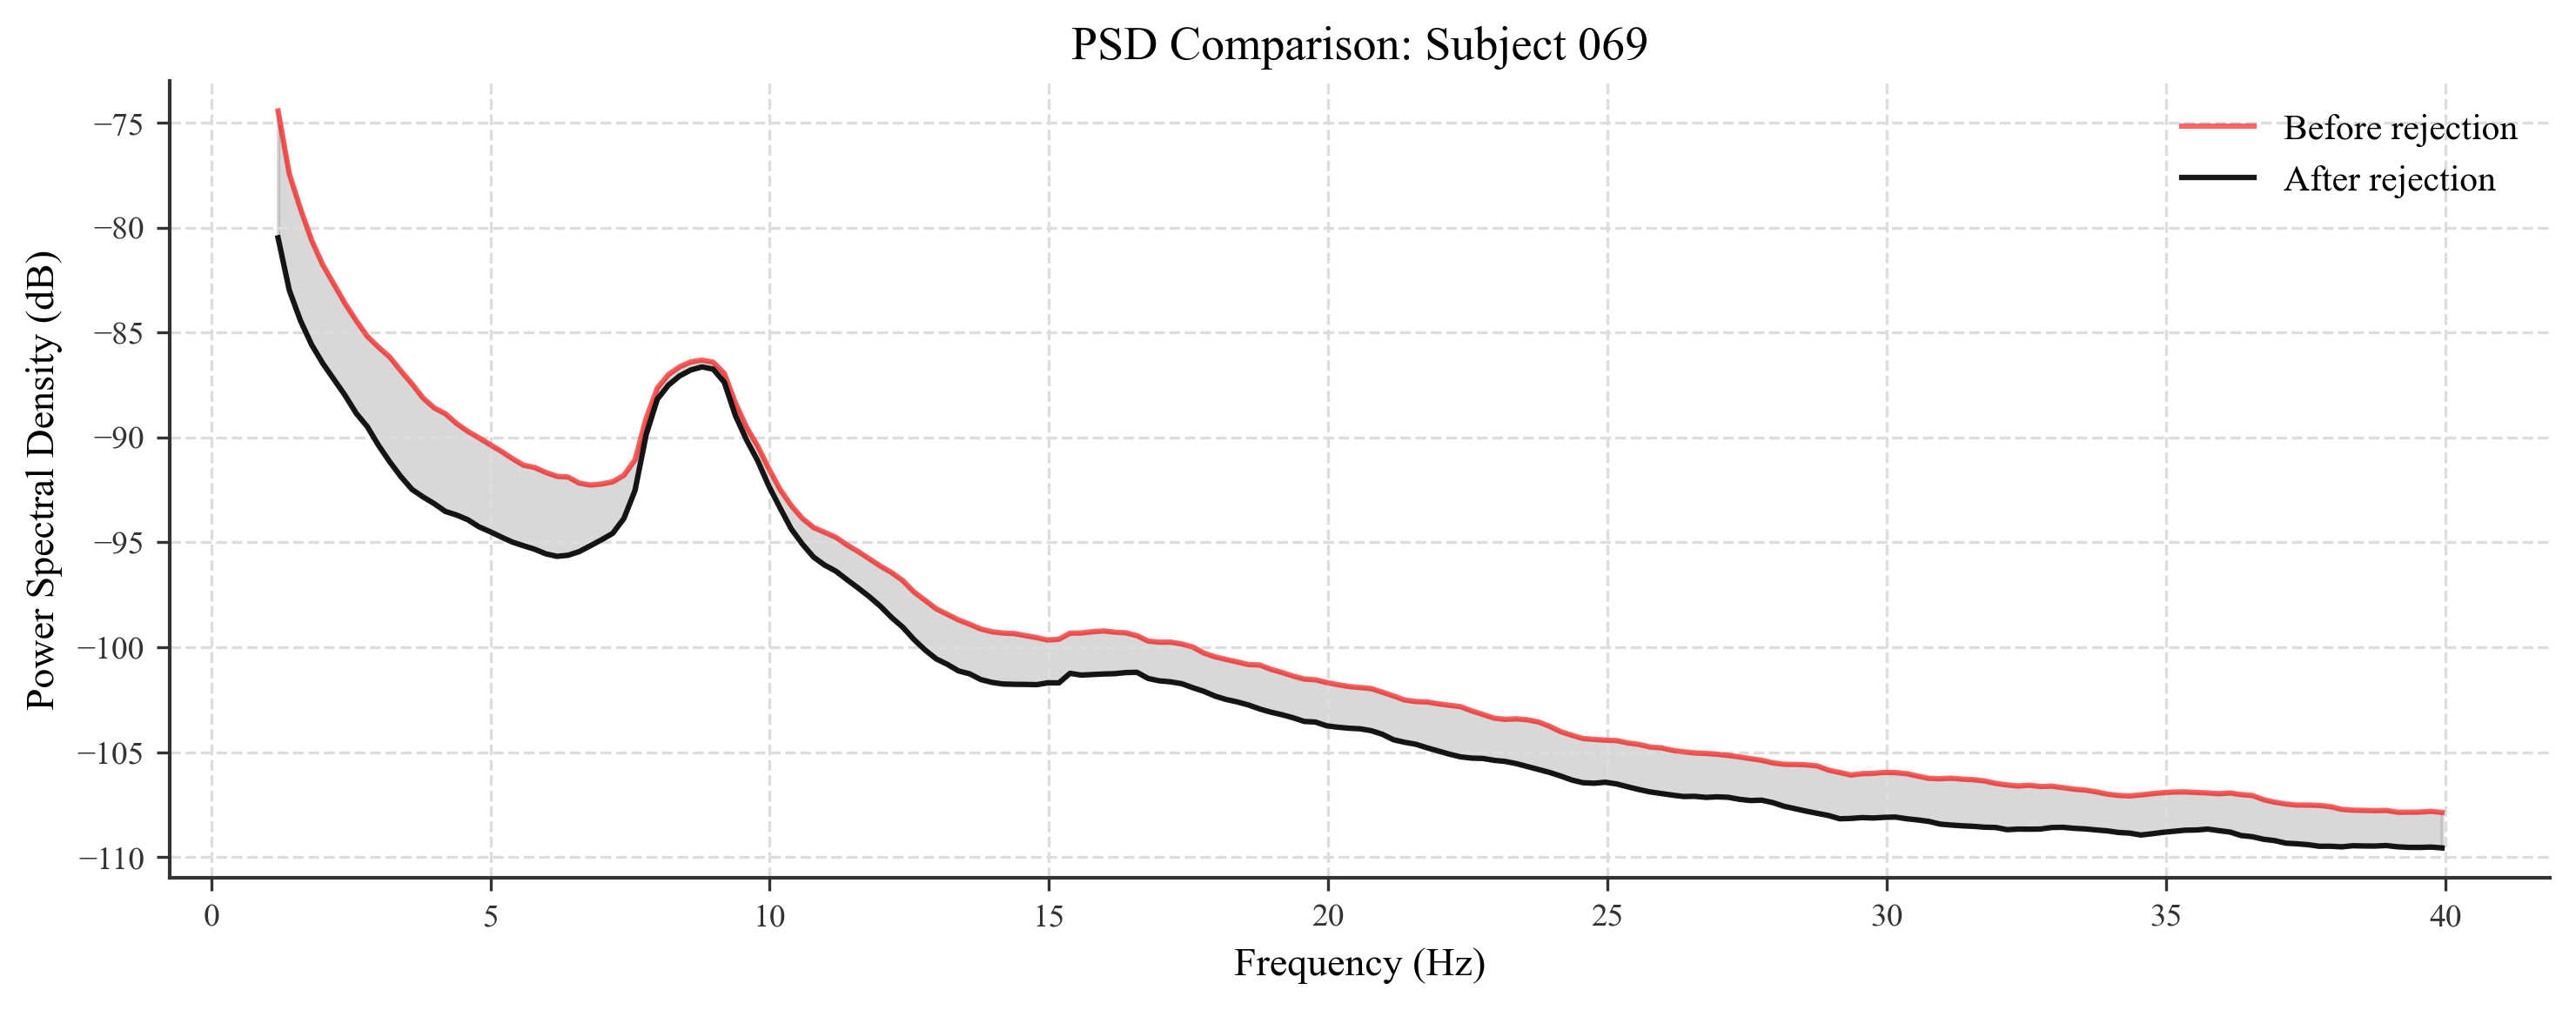 PSD Comparison: Subject 069
Power Spectral Density (dB)
−75
−80
−85
−90
−95
−100
−105
−110
Before rejection
After rejection
0 5 10 15 20 25 30 35 40
Frequency (Hz)